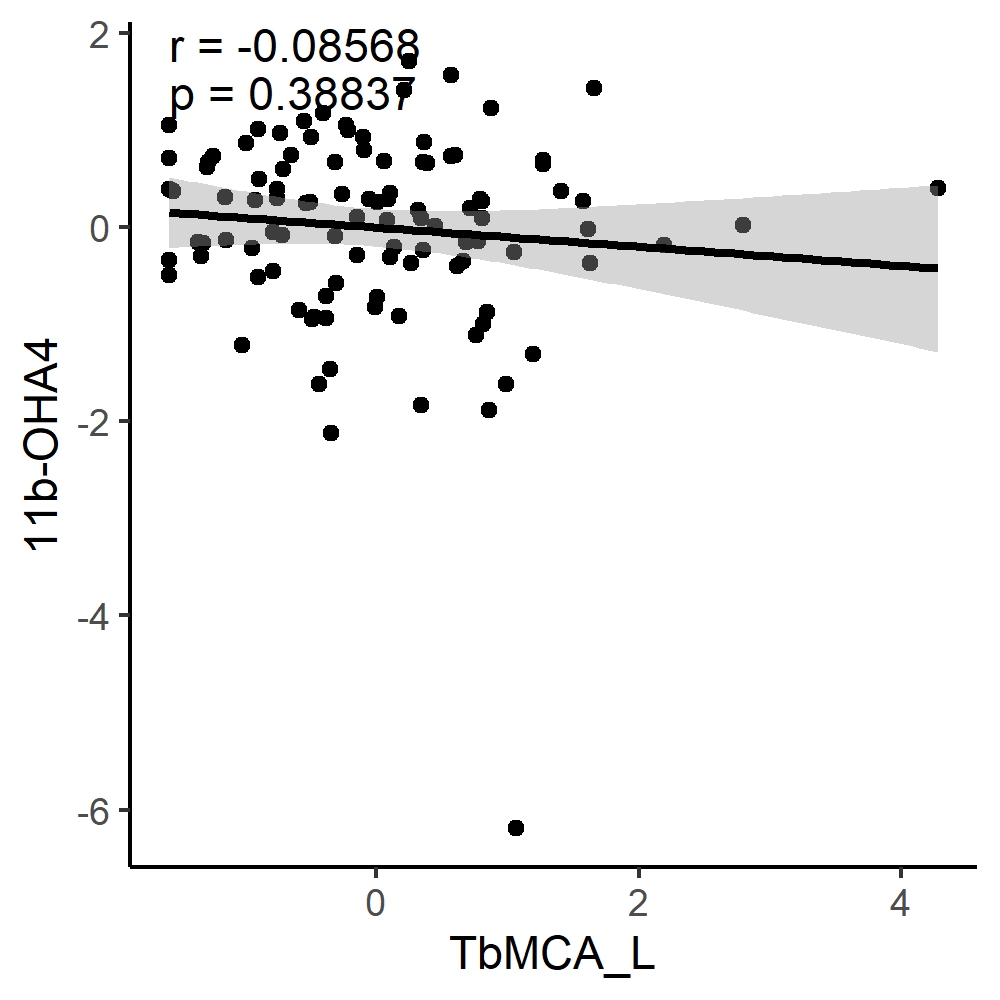 r = -0.08568
p = 0.38837
2
0
-2
-4
-6
11b-OHA4
0 2 4
TbMCA_L